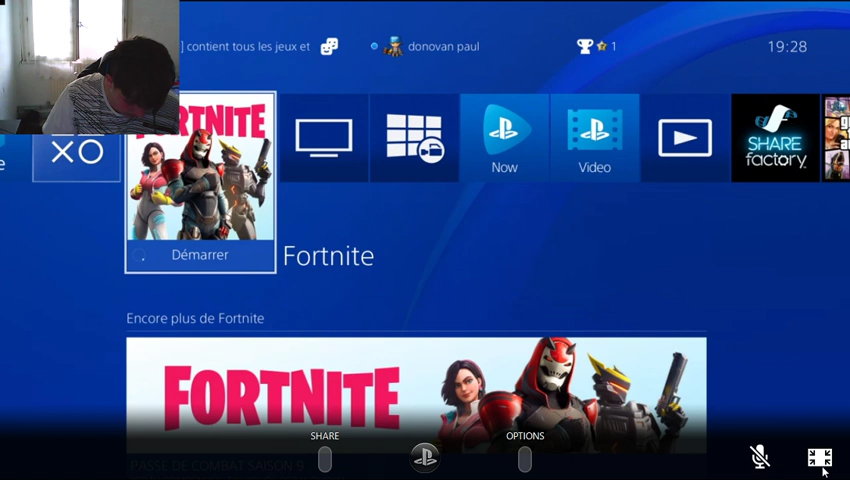 ] contient tous les jeux et
donovan paul
1
19:28
FORTNITE
Now
Video
SHARE
factory
Démarrer
Fortnite
Encore plus de Fortnite
FORTNITE
SHARE
OPTIONS
PASSE DE COMBAT SAISON 9